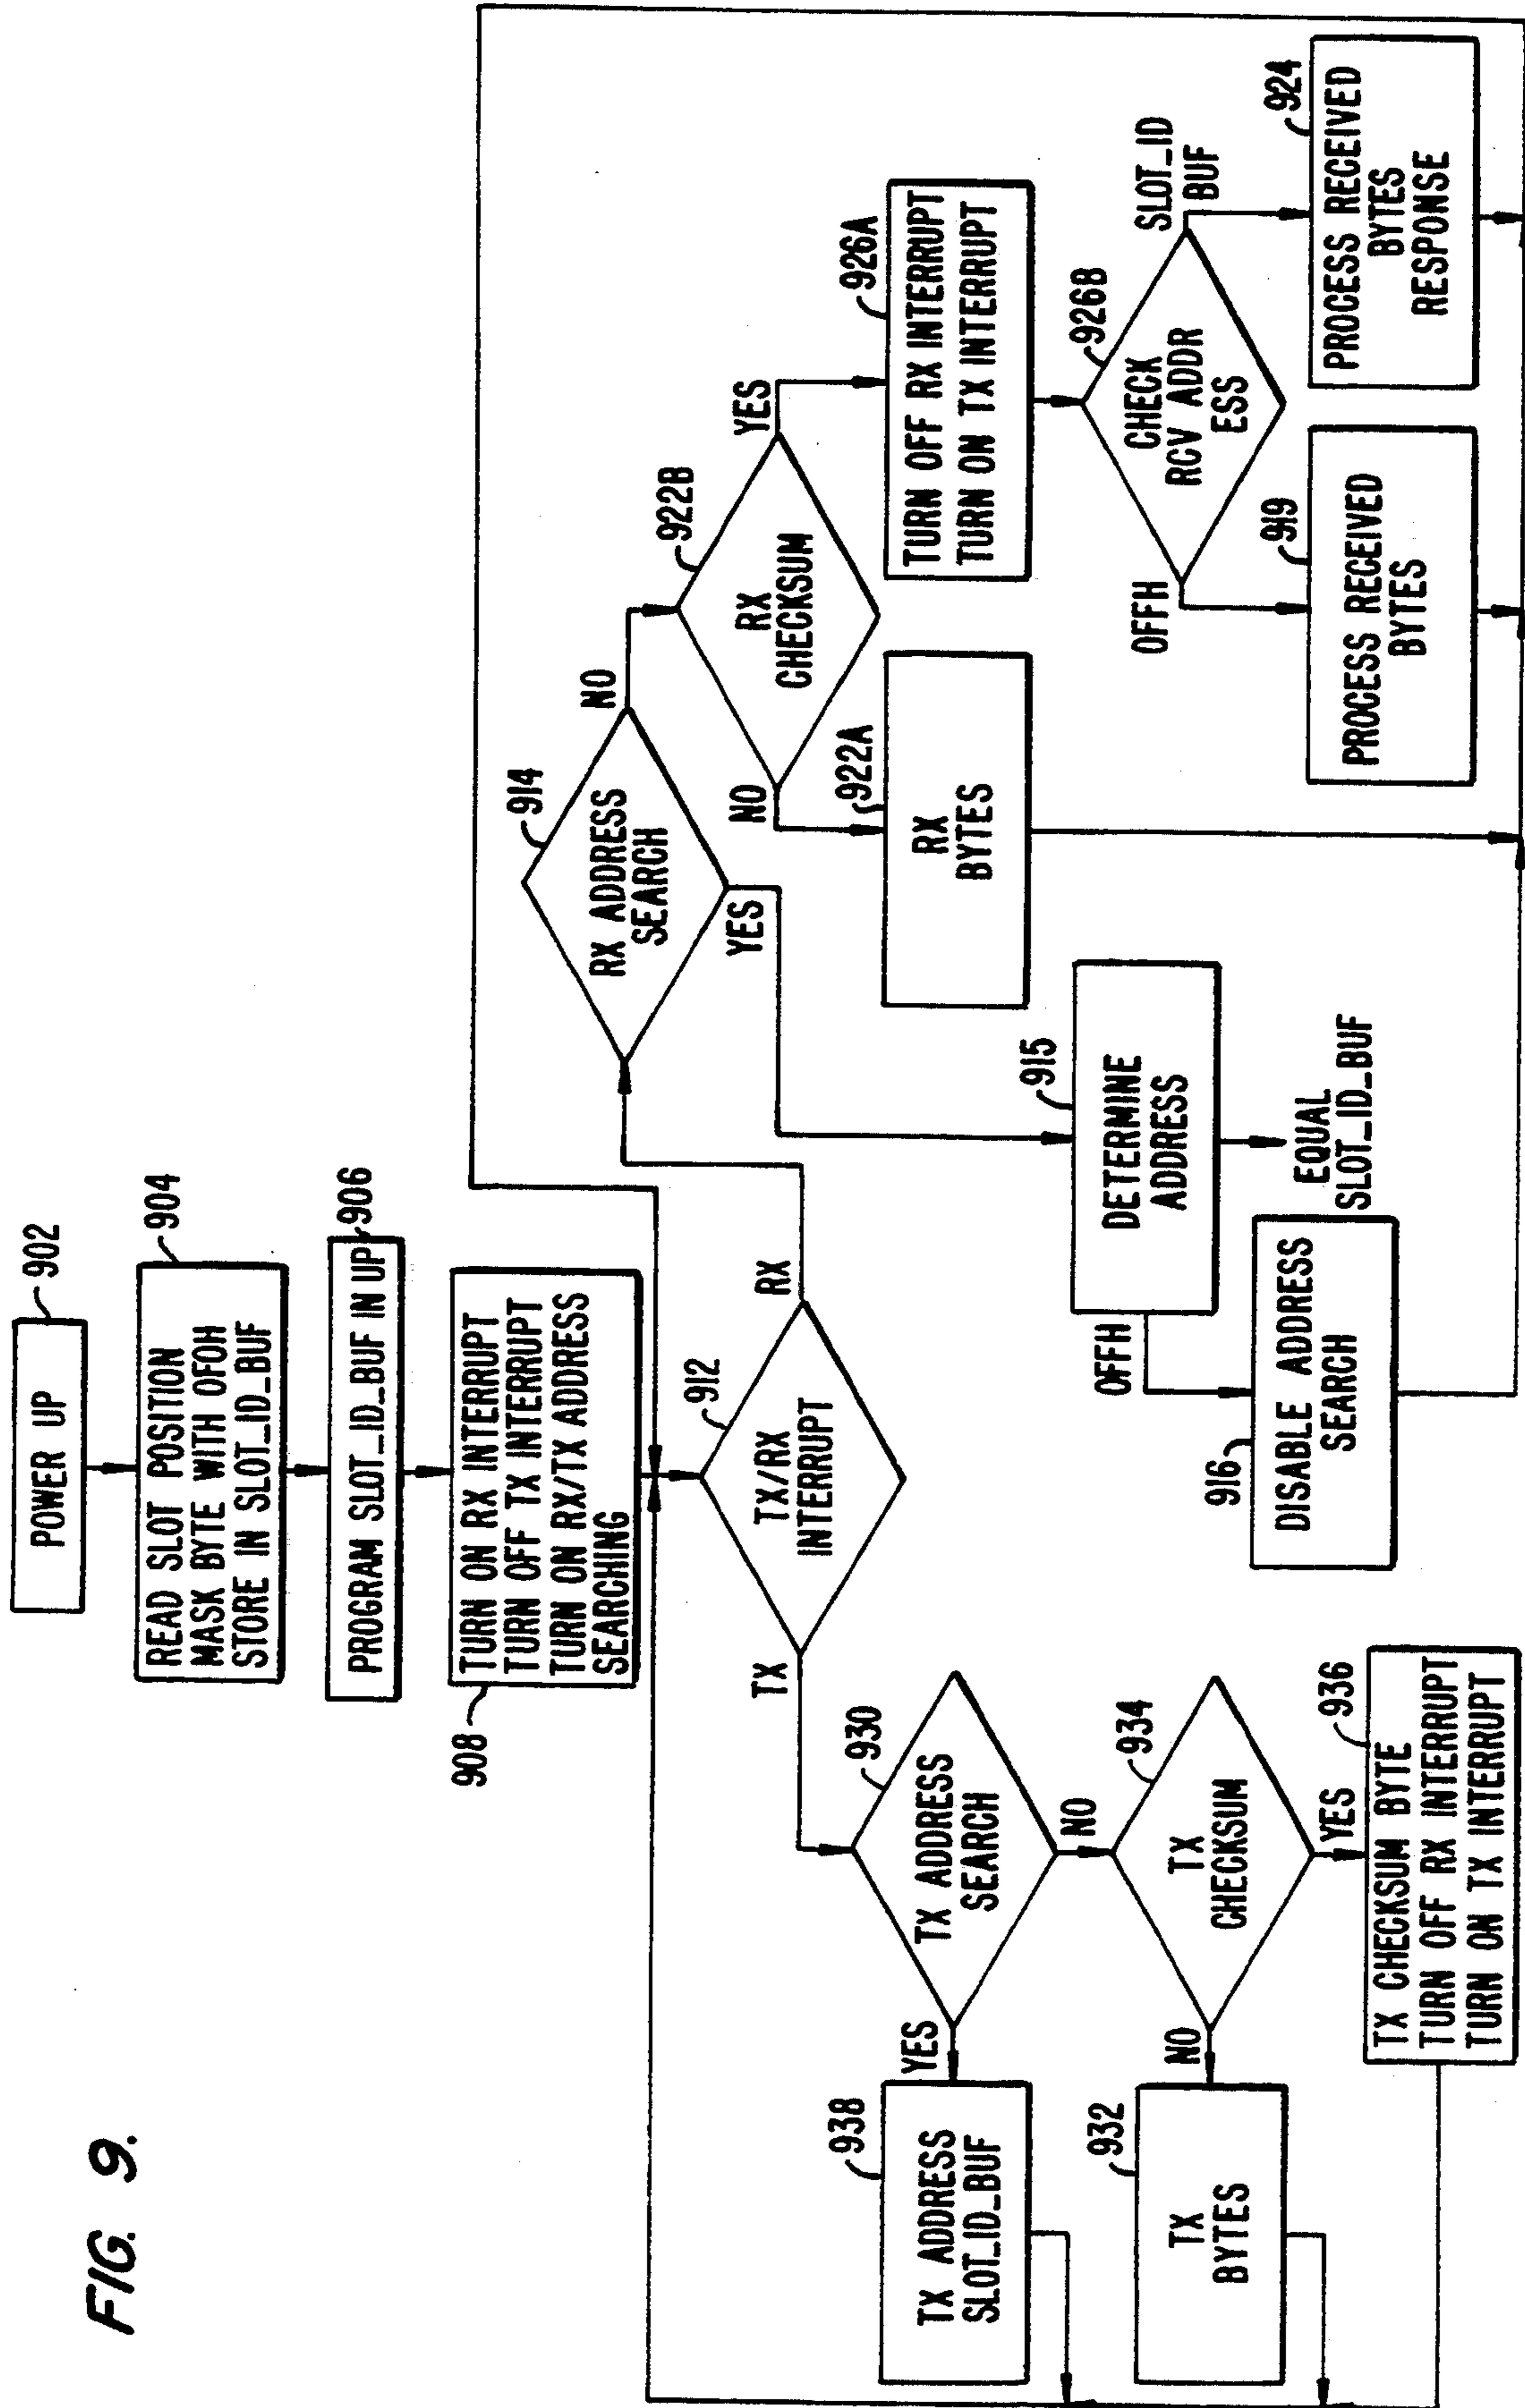 FIG. 9.
POWER UP
902
READ SLOT POSITION
MASK BYTE WITH OFOH
STORE IN SLOT_ID_BUF
904
PROGRAM SLOT_ID_BUF IN UP
906
TURN ON RX INTERRUPT
TURN OFF TX INTERRUPT
TURN ON RX/TX ADDRESS
SEARCHING
908
TX/RX
INTERRUPT
912
TX
RX
TX ADDRESS
SEARCH
930
YES
NO
TX ADDRESS
SLOT_ID_BUF
938
TX
CHECKSUM
934
NO
YES
TX
BYTES
932
TX CHECKSUM BYTE
TURN OFF RX INTERRUPT
TURN ON TX INTERRUPT
936
RX ADDRESS
SEARCH
914
YES
NO
DETERMINE
ADDRESS
915
OFFH
EQUAL
SLOT_ID_BUF
DISABLE ADDRESS
SEARCH
916
RX
CHECKSUM
922B
NO
YES
RX
BYTES
922A
TURN OFF RX INTERRUPT
TURN ON TX INTERRUPT
926A
CHECK
RCV ADDR
ESS
926B
OFFH
SLOT_ID
BUF
PROCESS RECEIVED
BYTES
919
PROCESS RECEIVED
BYTES
RESPONSE
924